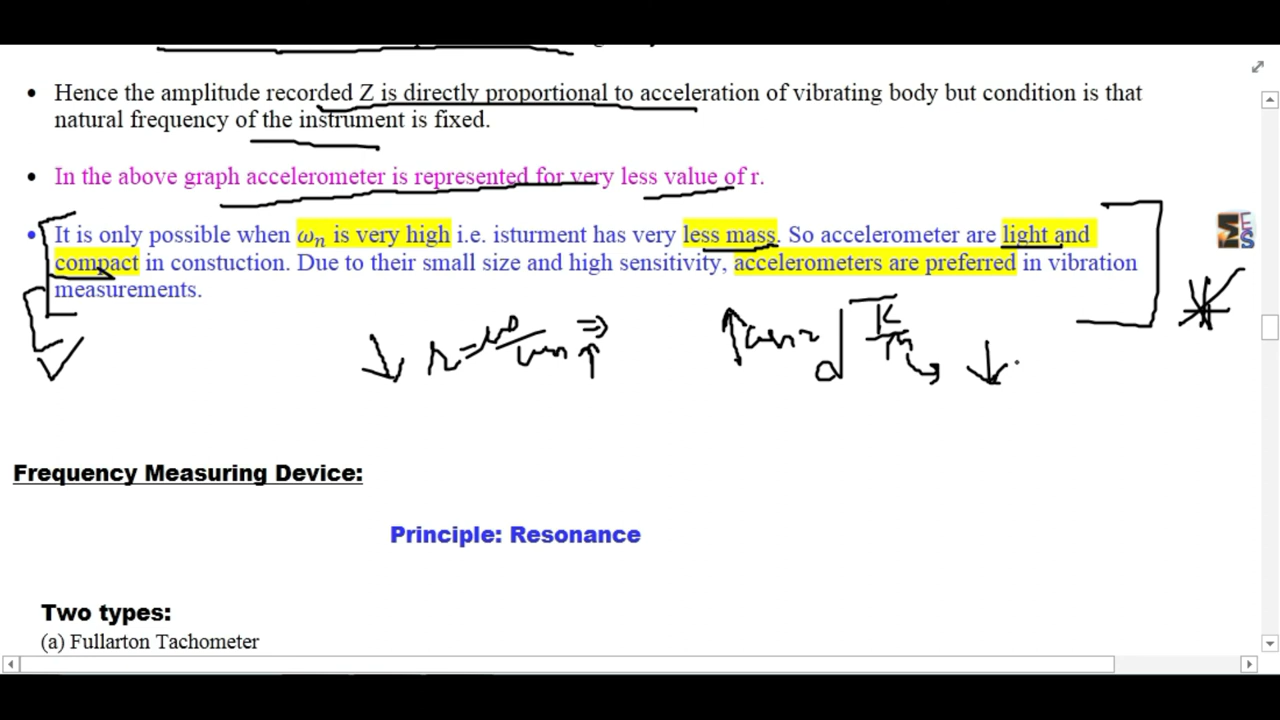 Hence the amplitude recorded Z is directly proportional to acceleration of vibrating body but condition is that
natural frequency of the instrument is fixed.
In the above graph accelerometer is represented for very less value of r.
It is only possible when ωn is very high i.e. isturment has very less mass. So accelerometer are light and
compact in constuction. Due to their small size and high sensitivity, accelerometers are preferred in vibration
measurements.
↓ r = ω/ωn ↑ ⇒
↑ ωn = √K/m → ↓
Frequency Measuring Device:
Principle: Resonance
Two types:
(a) Fullarton Tachometer